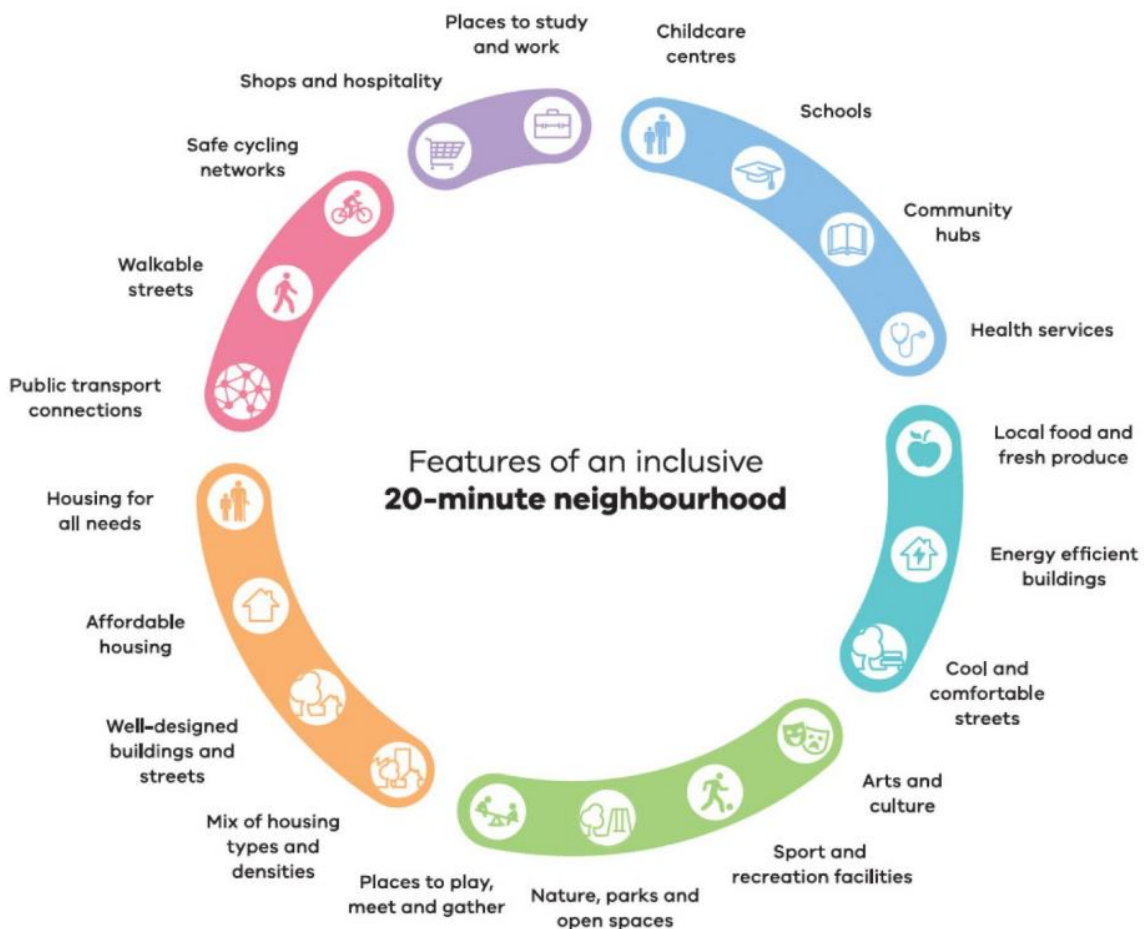 Features of an inclusive
20-minute neighbourhood
Places to study
and work
Childcare
centres
Schools
Community
hubs
Health services
Local food and
fresh produce
Energy efficient
buildings
Cool and
comfortable
streets
Arts and
culture
Sport and
recreation facilities
Nature, parks and
open spaces
Places to play,
meet and gather
Mix of housing
types and
densities
Well-designed
buildings and
streets
Affordable
housing
Housing for
all needs
Public transport
connections
Walkable
streets
Safe cycling
networks
Shops and hospitality